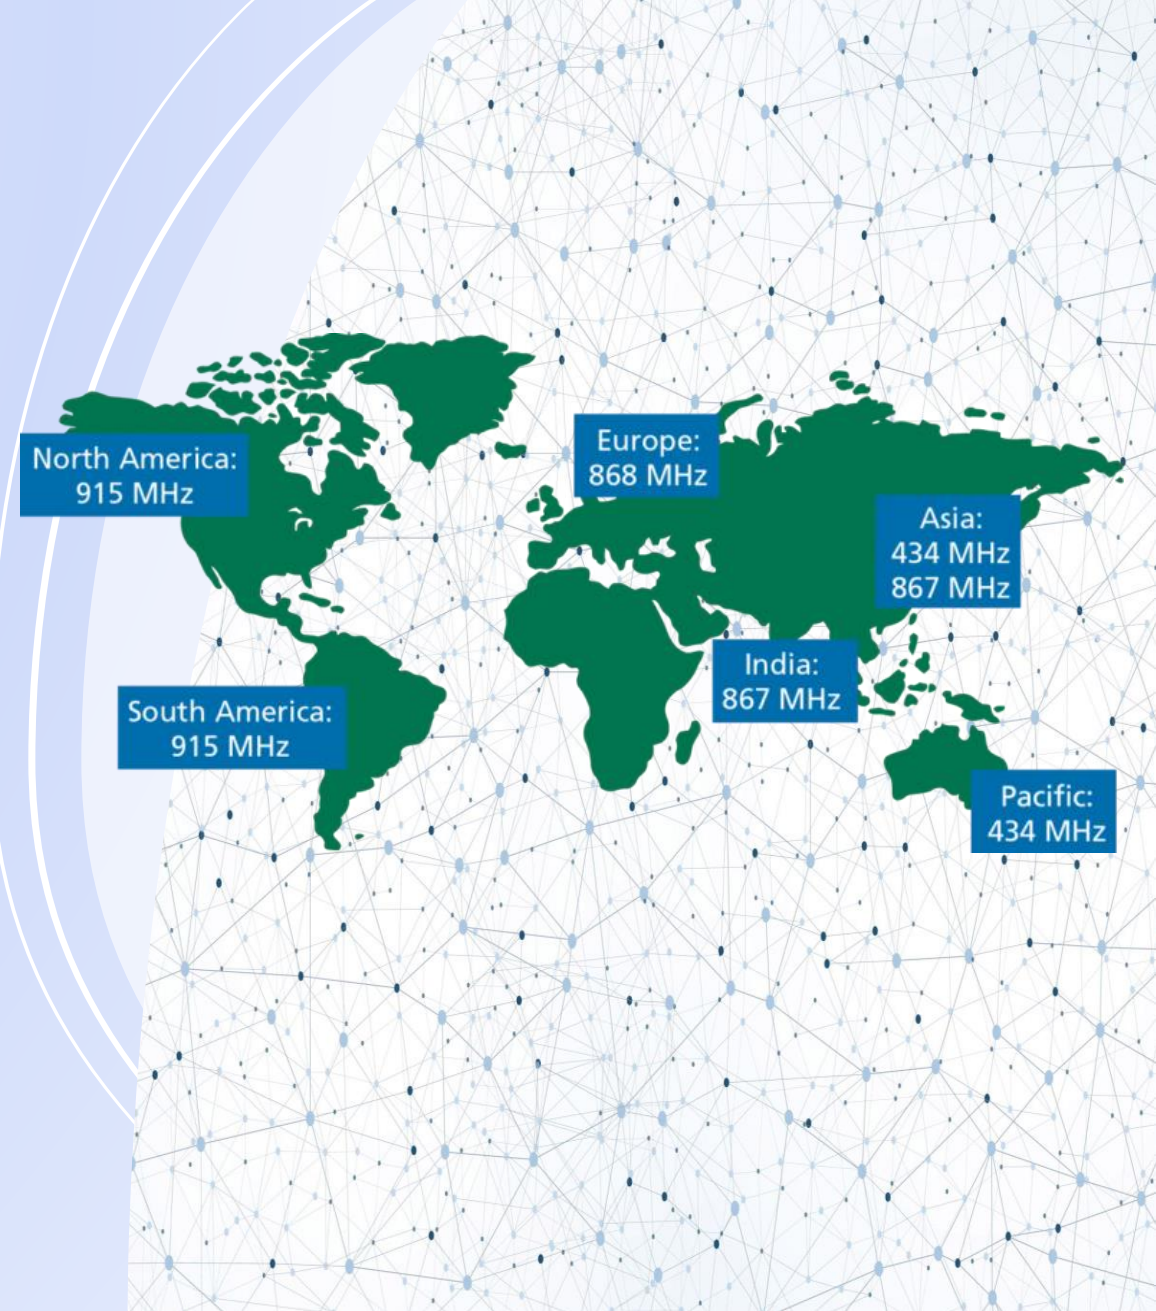 North America:
915 MHz
Europe:
868 MHz
Asia:
434 MHz
867 MHz
India:
867 MHz
South America:
915 MHz
Pacific:
434 MHz